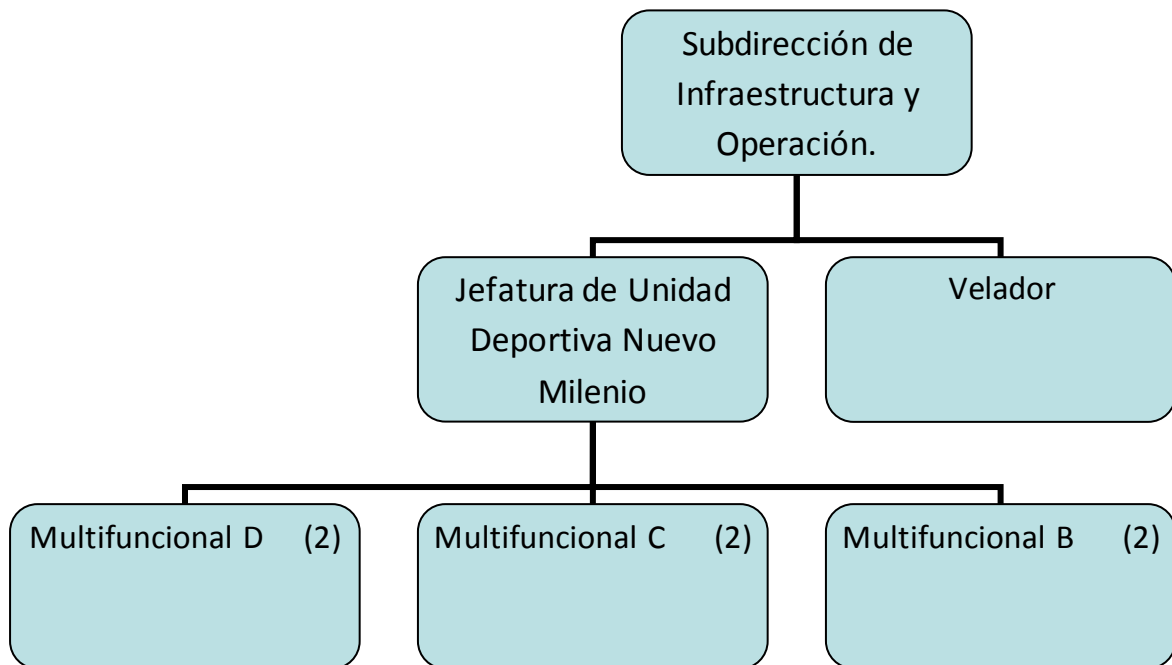 Subdirección de
Infraestructura y
Operación.
Jefatura de Unidad
Deportiva Nuevo
Milenio
Velador
Multifuncional D (2)
Multifuncional C (2)
Multifuncional B (2)